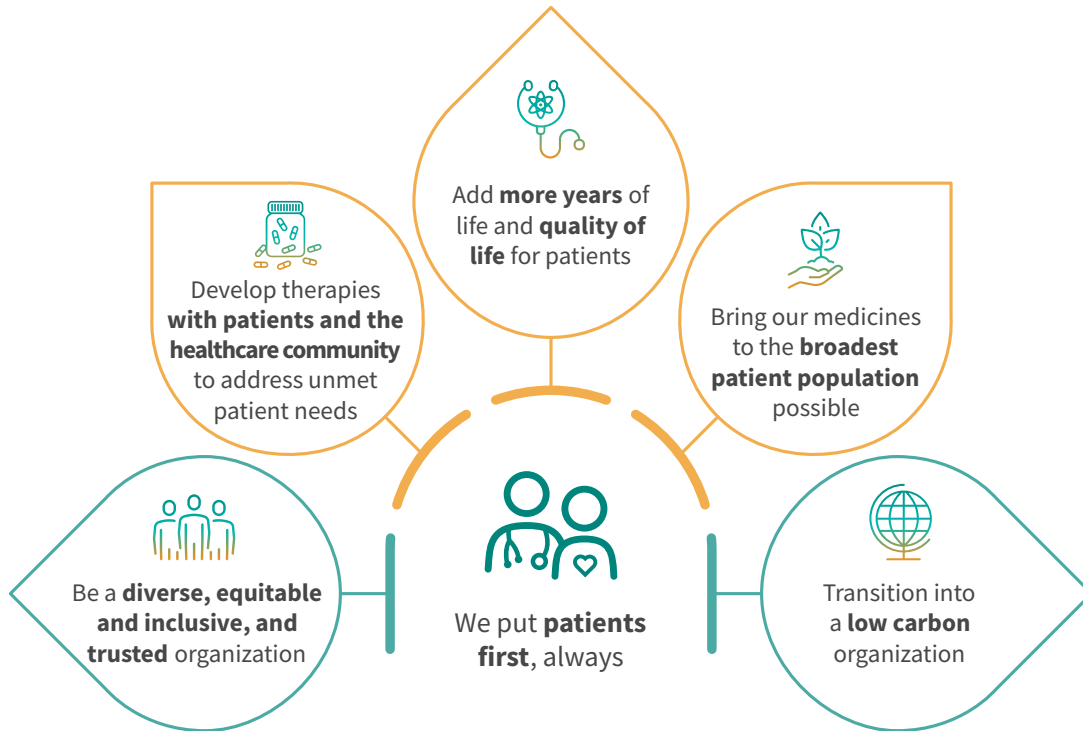 Add more years of
life and quality of
life for patients
Develop therapies
with patients and the
healthcare community
to address unmet
patient needs
Bring our medicines
to the broadest
patient population
possible
Be a diverse, equitable
and inclusive, and
trusted organization
We put patients
first, always
Transition into
a low carbon
organization